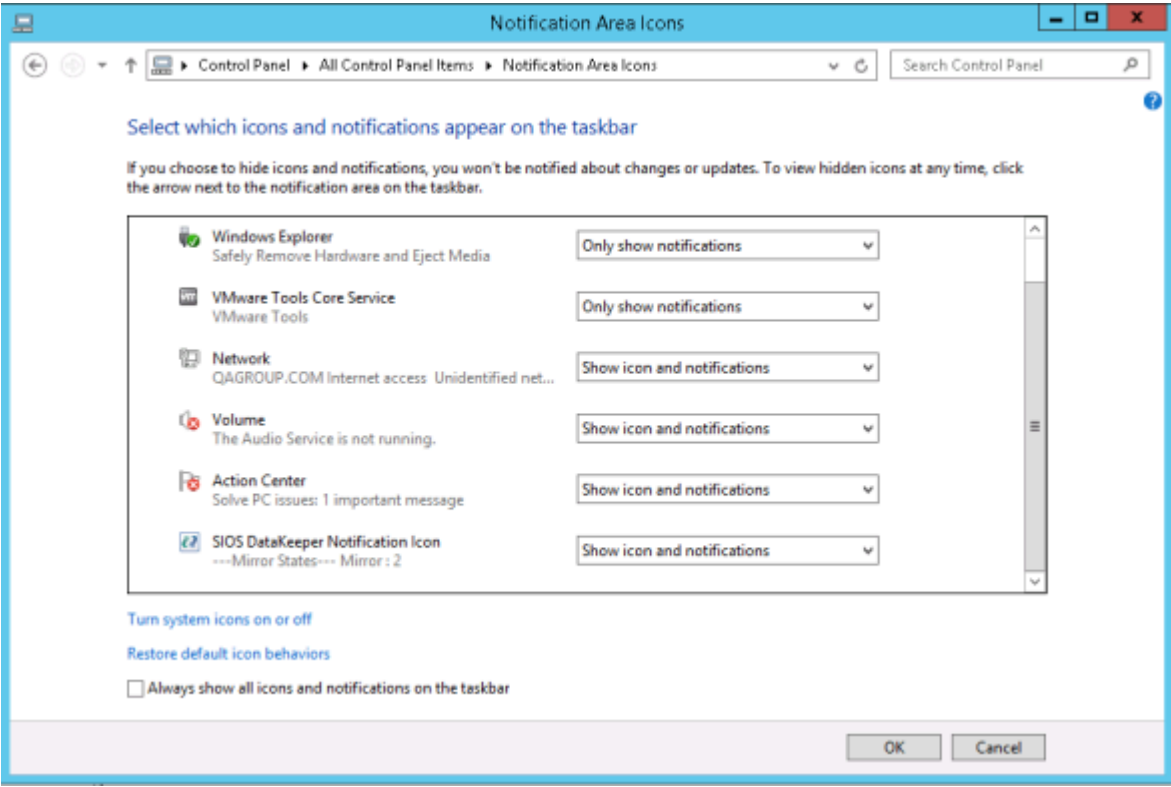 Notification Area Icons
Control Panel All Control Panel Items Notification Area Icons
Search Control Panel
Select which icons and notifications appear on the taskbar
If you choose to hide icons and notifications, you won't be notified about changes or updates. To view hidden icons at any time, click
the arrow next to the notification area on the taskbar.
Windows Explorer
Safely Remove Hardware and Eject Media
Only show notifications
VMware Tools Core Service
VMware Tools
Only show notifications
Network
QAGROUP.COM Internet access Unidentified net...
Show icon and notifications
Volume
The Audio Service is not running.
Show icon and notifications
Action Center
Solve PC issues: 1 important message
Show icon and notifications
SIOS DataKeeper Notification Icon
---Mirror States--- Mirror : 2
Show icon and notifications
Turn system icons on or off
Restore default icon behaviors
Always show all icons and notifications on the taskbar
OK
Cancel